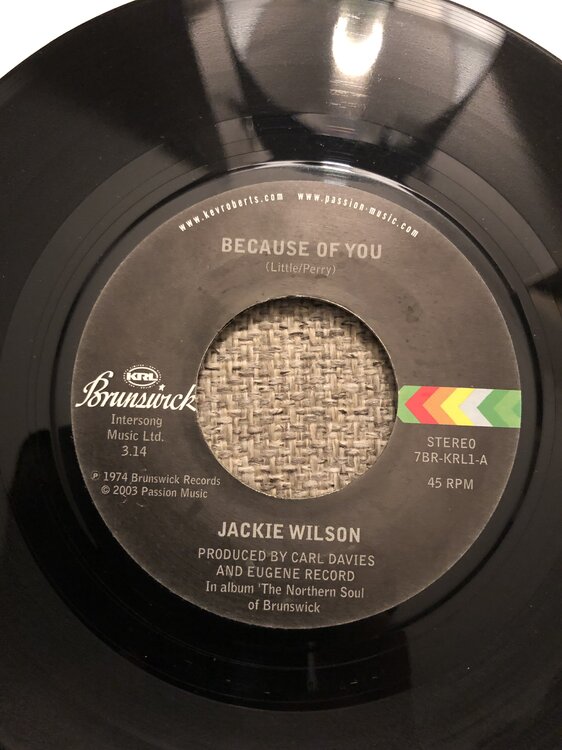 www.kevroberts.com www.passion-music.com
BECAUSE OF YOU
(Little/Perry)
KRL
Brunswick
Intersong
Music Ltd.
3.14
℗ 1974 Brunswick Records
© 2003 Passion Music
STEREO
7BR-KRL1-A
45 RPM
JACKIE WILSON
PRODUCED BY CARL DAVIES
AND EUGENE RECORD
In album 'The Northern Soul
of Brunswick